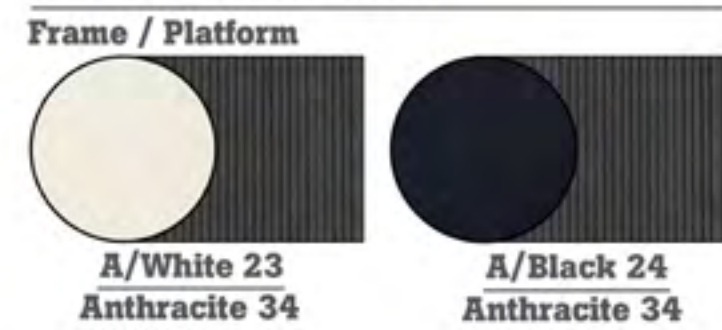 Frame / Platform
A/White 23
Anthracite 34
A/Black 24
Anthracite 34